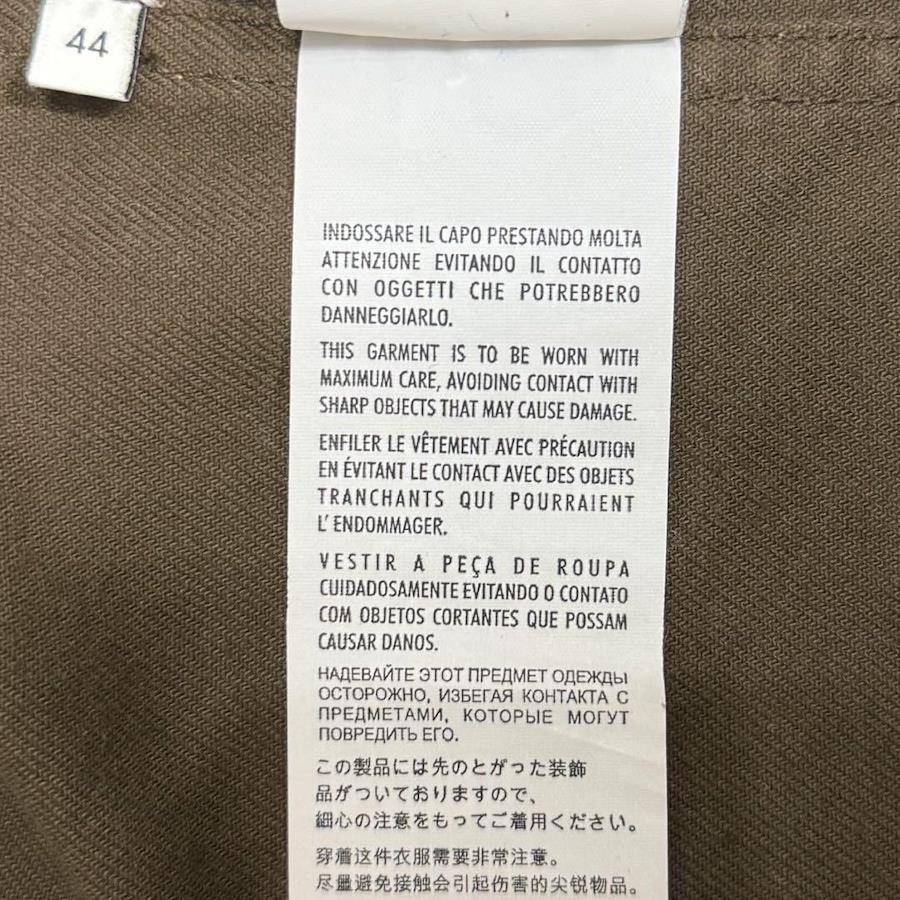 44
INDOSSARE IL CAPO PRESTANDO MOLTA
ATTENZIONE EVITANDO IL CONTATTO
CON OGGETTI CHE POTREBBERO
DANNEGGIARLO.
THIS GARMENT IS TO BE WORN WITH
MAXIMUM CARE, AVOIDING CONTACT WITH
SHARP OBJECTS THAT MAY CAUSE DAMAGE.
ENFILER LE VÊTEMENT AVEC PRÉCAUTION
EN ÉVITANT LE CONTACT AVEC DES OBJETS
TRANCHANTS QUI POURRAIENT
L' ENDOMMAGER.
VESTIR A PEÇA DE ROUPA
CUIDADOSAMENTE EVITANDO O CONTATO
COM OBJETOS CORTANTES QUE POSSAM
CAUSAR DANOS.
НАДЕВАЙТЕ ЭТОТ ПРЕДМЕТ ОДЕЖДЫ
ОСТОРОЖНО, ИЗБЕГАЯ КОНТАКТА С
ПРЕДМЕТАМИ, КОТОРЫЕ МОГУТ
ПОВРЕДИТЬ ЕГО.
この製品には先のとがった装飾
品がついておりますので、
細心の注意をもってご着用ください。
穿着这件衣服需要非常注意。
尽量避免接触会引起伤害的尖锐物品。